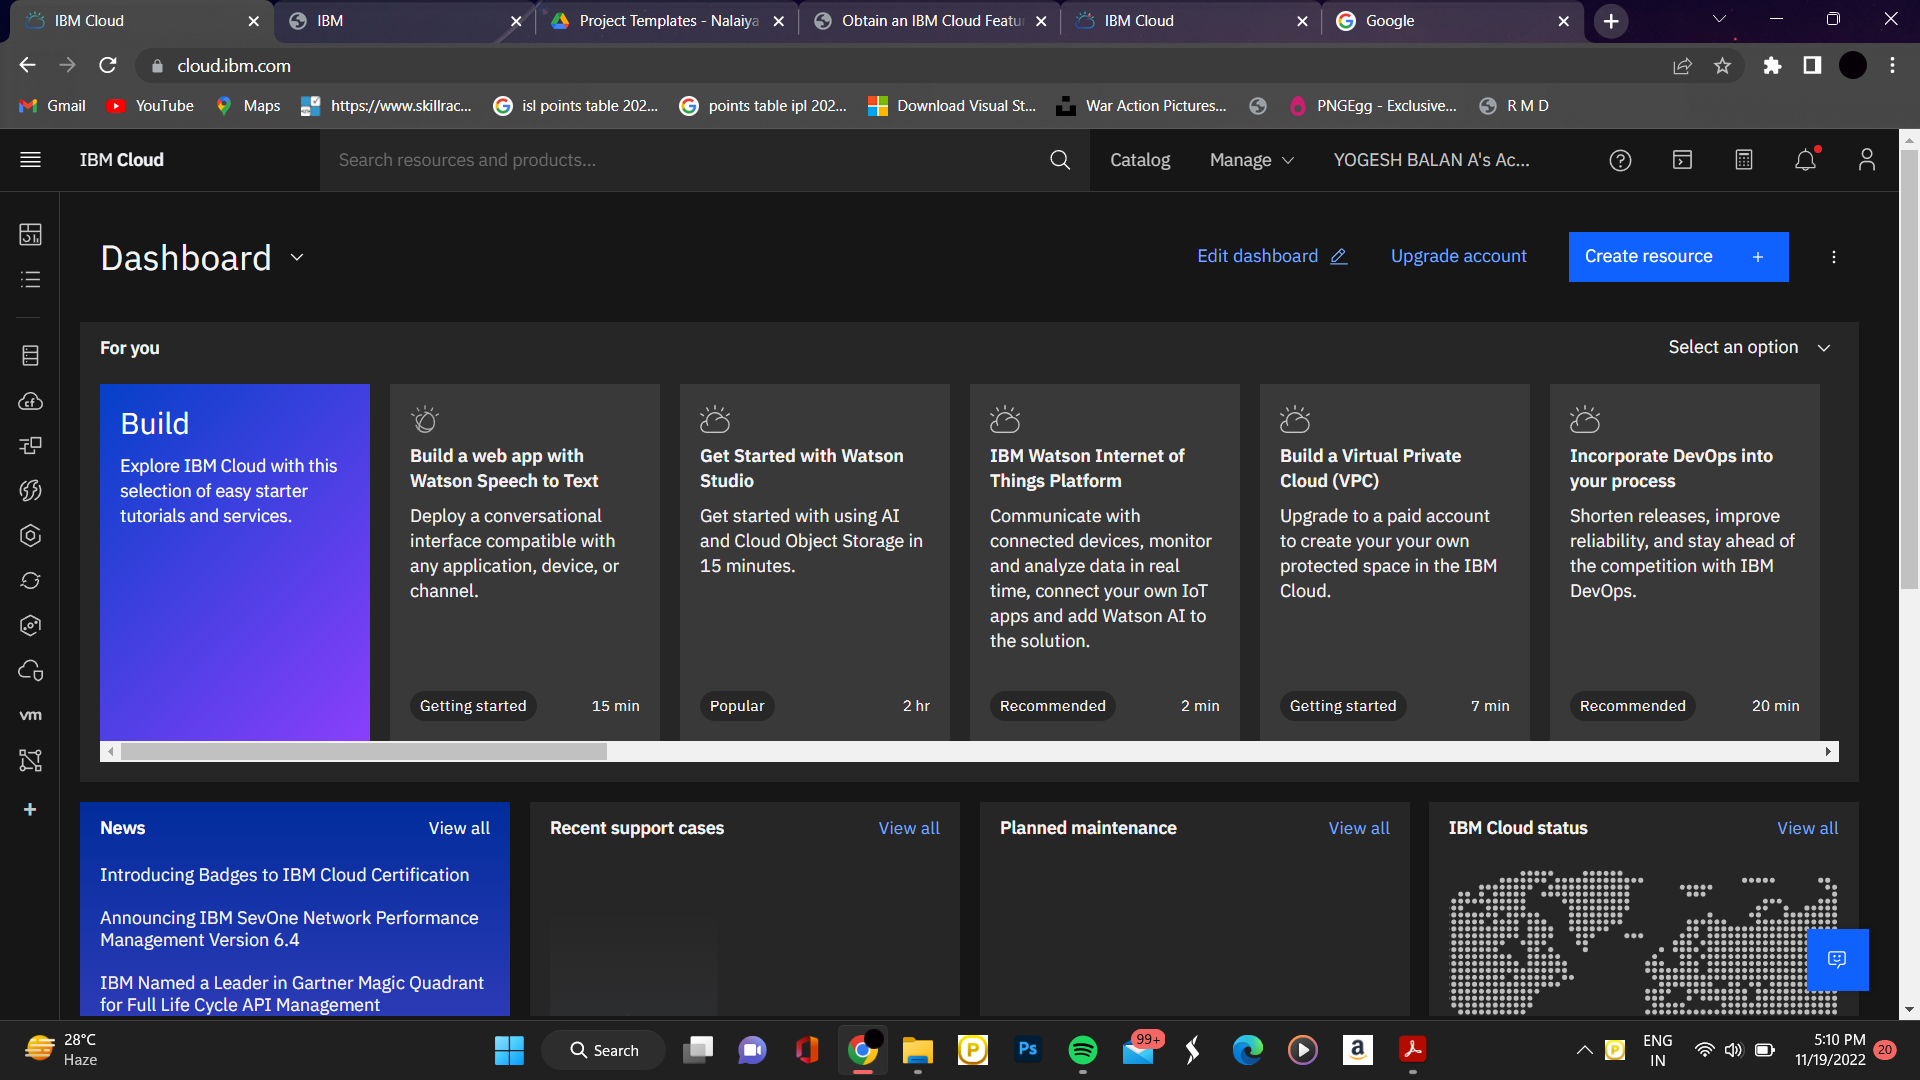 IBM Cloud
IBM
Project Templates - Nalaiya
Obtain an IBM Cloud Featu
IBM Cloud
Google
cloud.ibm.com
Gmail
YouTube
Maps
https://www.skillrac...
isl points table 202...
points table ipl 202...
Download Visual St...
War Action Pictures...
PNGEgg - Exclusive...
R M D
IBM Cloud
Search resources and products...
Catalog
Manage
YOGESH BALAN A's Ac...
Dashboard
Edit dashboard
Upgrade account
Create resource +
For you
Select an option
Build
Explore IBM Cloud with this
selection of easy starter
tutorials and services.
Build a web app with
Watson Speech to Text
Deploy a conversational
interface compatible with
any application, device, or
channel.
Getting started
15 min
Get Started with Watson
Studio
Get started with using AI
and Cloud Object Storage in
15 minutes.
Popular
2 hr
IBM Watson Internet of
Things Platform
Communicate with
connected devices, monitor
and analyze data in real
time, connect your own IoT
apps and add Watson AI to
the solution.
Recommended
2 min
Build a Virtual Private
Cloud (VPC)
Upgrade to a paid account
to create your your own
protected space in the IBM
Cloud.
Getting started
7 min
Incorporate DevOps into
your process
Shorten releases, improve
reliability, and stay ahead of
the competition with IBM
DevOps.
Recommended
20 min
cf
vm
News
View all
Introducing Badges to IBM Cloud Certification
Announcing IBM SevOne Network Performance
Management Version 6.4
IBM Named a Leader in Gartner Magic Quadrant
for Full Life Cycle API Management
Recent support cases
View all
Planned maintenance
View all
IBM Cloud status
View all
28°C
Haze
Search
P
Ps
99+
a
P
ENG
IN
5:10 PM
11/19/2022
20